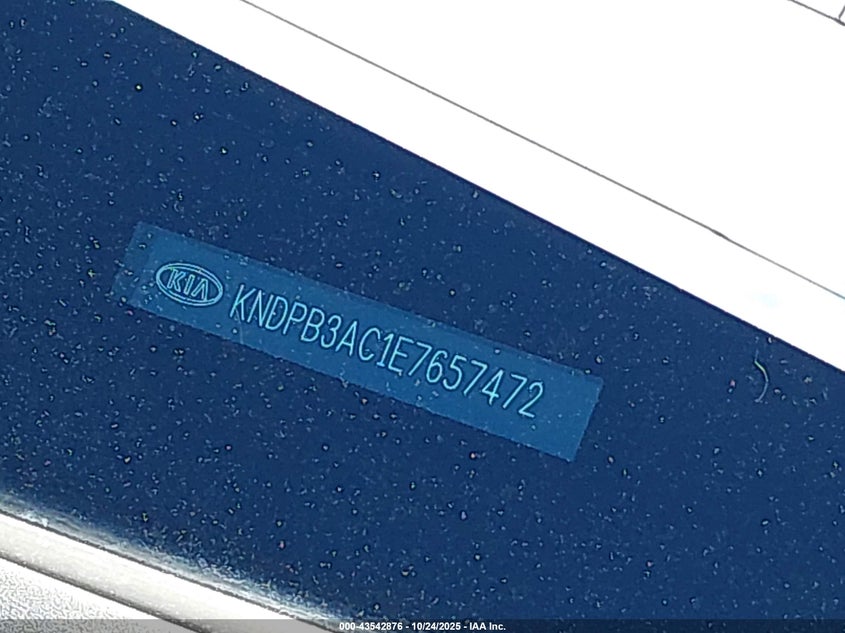 KIA KNDPB3AC1E7657472
000-43542876 - 10/24/2025 - IAA Inc.